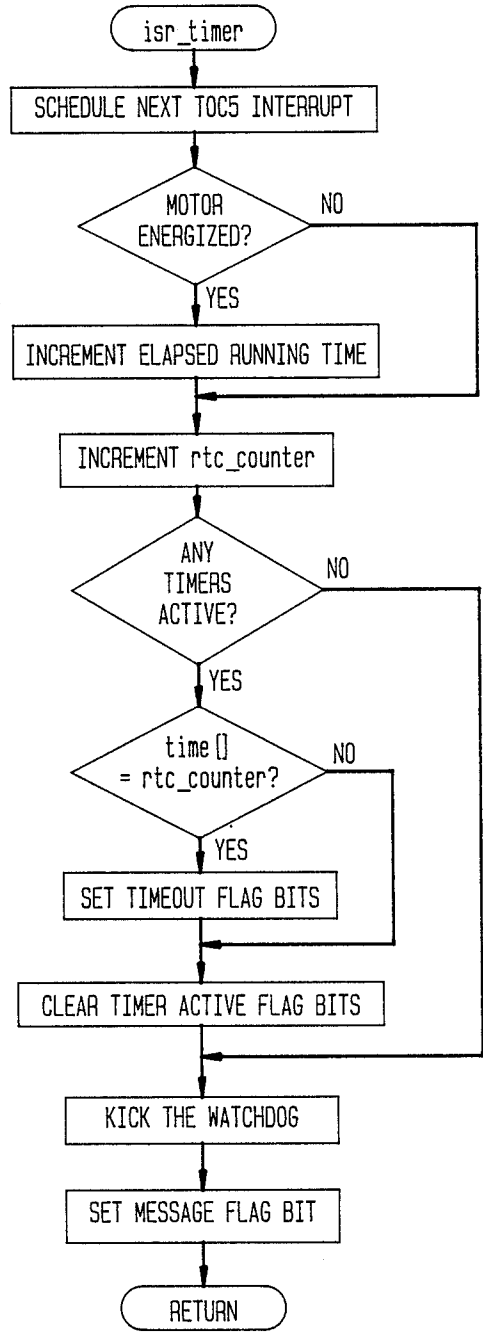 isr_timer
SCHEDULE NEXT TOC5 INTERRUPT
MOTOR
ENERGIZED?
NO
YES
INCREMENT ELAPSED RUNNING TIME
INCREMENT rtc_counter
ANY
TIMERS
ACTIVE?
NO
YES
time[]
= rtc_counter?
NO
YES
SET TIMEOUT FLAG BITS
CLEAR TIMER ACTIVE FLAG BITS
KICK THE WATCHDOG
SET MESSAGE FLAG BIT
RETURN